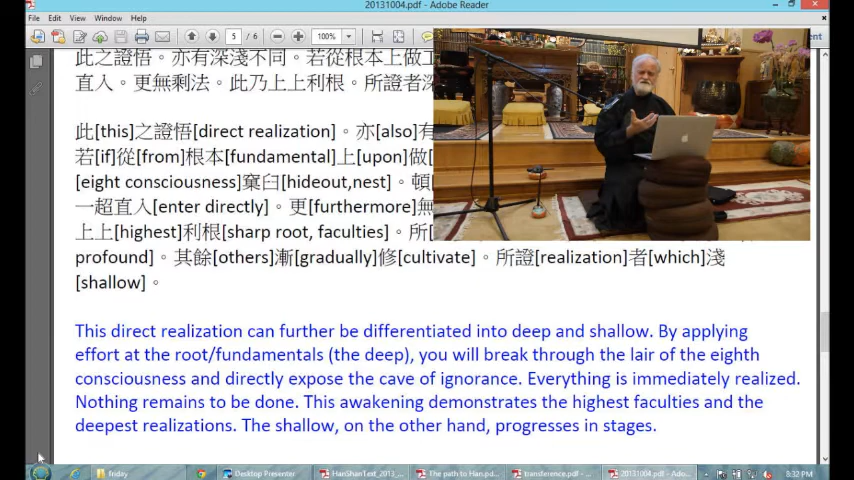 20131004.pdf - Adobe Reader
File Edit View Window Help
5 / 6 100%
此之證悟。亦有深淺不同。若從根本上做工
直入。更無剩法。此乃上上利根。所證者深
此[this]之證悟[direct realization]。亦[also]有
若[if]從[from]根本[fundamental]上[upon]做[
[eight consciousness]窠臼[hideout,nest]。頓[
一超直入[enter directly]。更[furthermore]無
上上[highest]利根[sharp root, faculties]。所[
profound]。其餘[others]漸[gradually]修[cultivate]。所證[realization]者[which]淺
[shallow]。
This direct realization can further be differentiated into deep and shallow. By applying
effort at the root/fundamentals (the deep), you will break through the lair of the eighth
consciousness and directly expose the cave of ignorance. Everything is immediately realized.
Nothing remains to be done. This awakening demonstrates the highest faculties and the
deepest realizations. The shallow, on the other hand, progresses in stages.
Friday Desktop Presenter HanShanText_2013_... The path to Han.pd... transference.pdf - ... 20131004.pdf - Ado... 8:32 PM